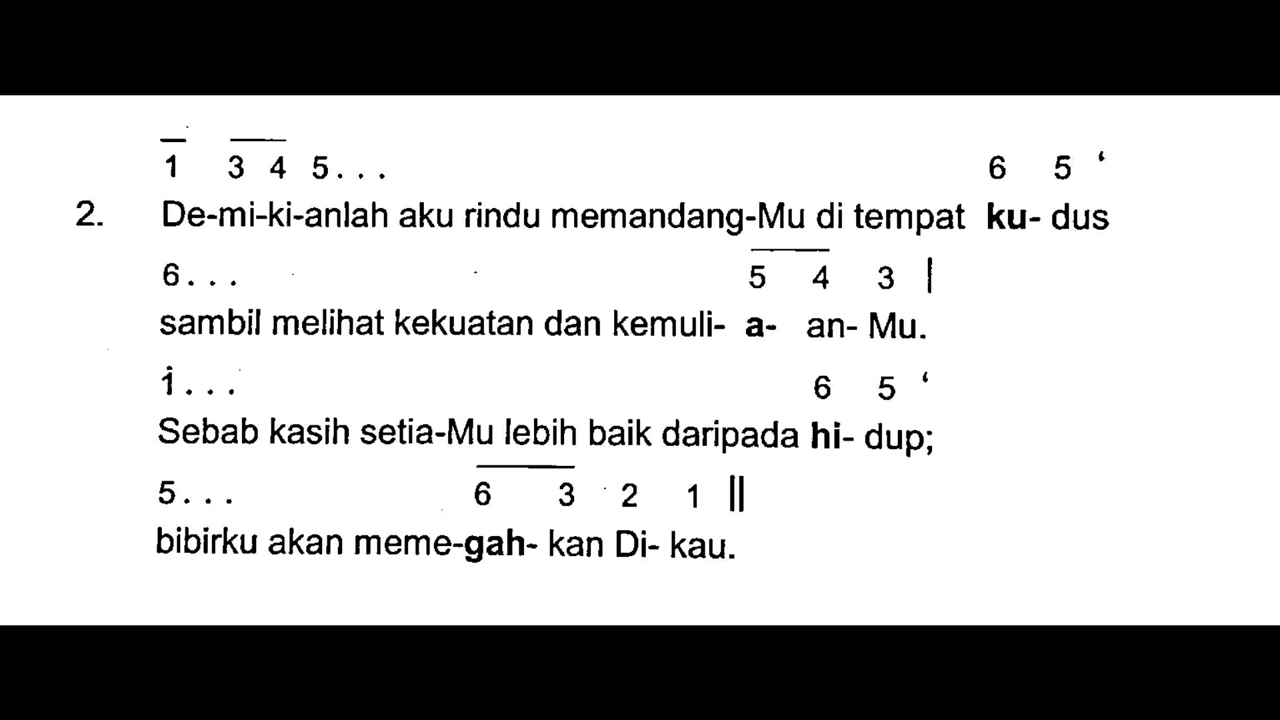 1 3 4 5... 6 5 ‘
2. De-mi-ki-anlah aku rindu memandang-Mu di tempat ku- dus
6... 5 4 3 |
sambil melihat kekuatan dan kemuli- a- an- Mu.
1̇... 6 5 ‘
Sebab kasih setia-Mu lebih baik daripada hi- dup;
5... 6 3 2 1 ||
bibirku akan meme-gah- kan Di- kau.